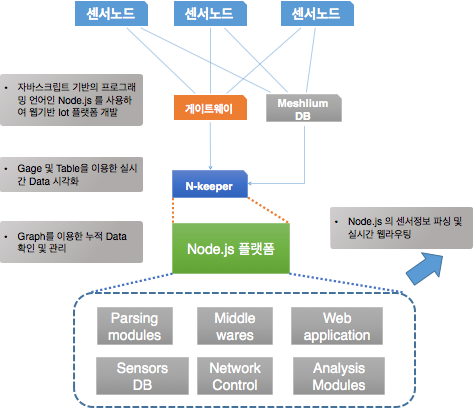 센서노드
센서노드
센서노드
• 자바스크립트 기반의 프로그래
밍 언어인 Node.js 를 사용하
여 웹기반 Iot 플랫폼 개발
게이트웨이
Meshlium
DB
• Gage 및 Table을 이용한 실시
간 Data 시각화
N-keeper
• Graph를 이용한 누적 Data
확인 및 관리
Node.js 플랫폼
• Node.js 의 센서정보 파싱 및
실시간 웹라우팅
Parsing
modules
Middle
wares
Web
application
Sensors
DB
Network
Control
Analysis
Modules